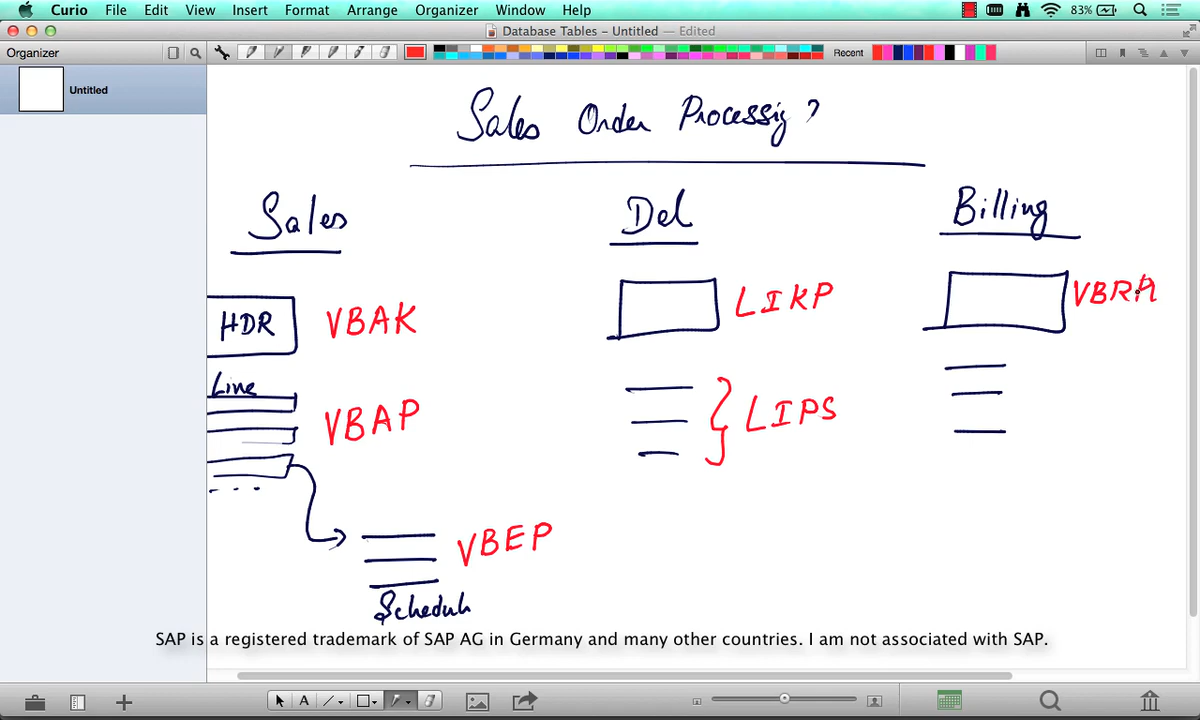 Curio File Edit View Insert Format Arrange Organizer Window Help 83%
Database Tables – Untitled — Edited
Organizer Recent
Untitled
Sales Order Processig ?
Sales Del Billing
HDR VBAK LIKP VBRA
Line
VBAP LIPS
VBEP
Schedul
SAP is a registered trademark of SAP AG in Germany and many other countries. I am not associated with SAP.
A